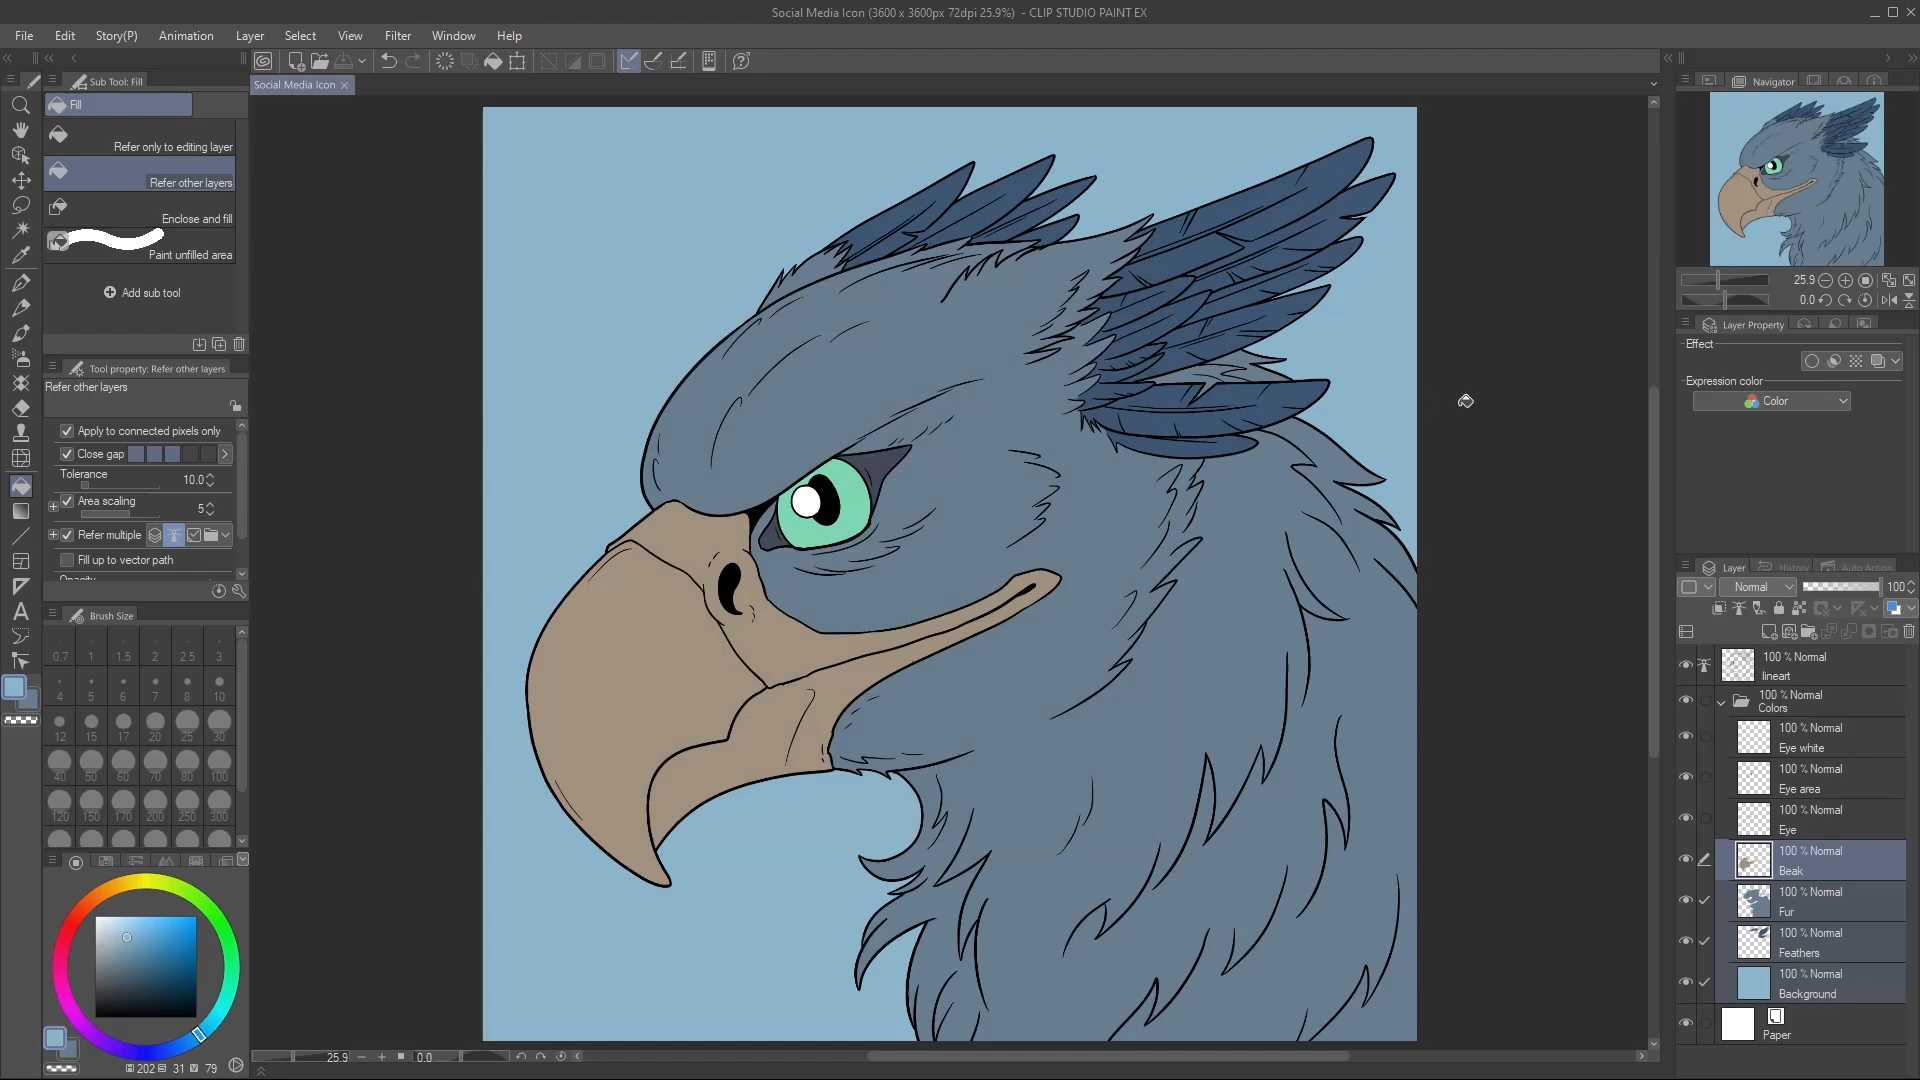 Social Media Icon (3600 x 3600px 72dpi 25.9%) - CLIP STUDIO PAINT EX
File Edit Story(P) Animation Layer Select View Filter Window Help
Sub Tool: Fill
Social Media Icon
Navigator
Fill
Refer only to editing layer
Refer other layers
Enclose and fill
Paint unfilled area
Add sub tool
25.9
0.0
Layer Property
Effect
Expression color
Color
Tool property: Refer other layers
Refer other layers
Apply to connected pixels only
Close gap
Tolerance 10.0
Area scaling 5
Refer multiple
Fill up to vector path
Opacity
Layer History Auto Action
Normal 100
Brush Size
0.7 1 1.5 2 2.5 3
4 5 6 7 8 10
12 15 17 20 25 30
40 50 60 70 80 100
120 150 170 200 250 300
100 % Normal
lineart
100 % Normal
Colors
100 % Normal
Eye white
100 % Normal
Eye area
100 % Normal
Eye
100 % Normal
Beak
100 % Normal
Fur
100 % Normal
Feathers
100 % Normal
Background
Paper
25.9 0.0
H 202 S 31 V 79